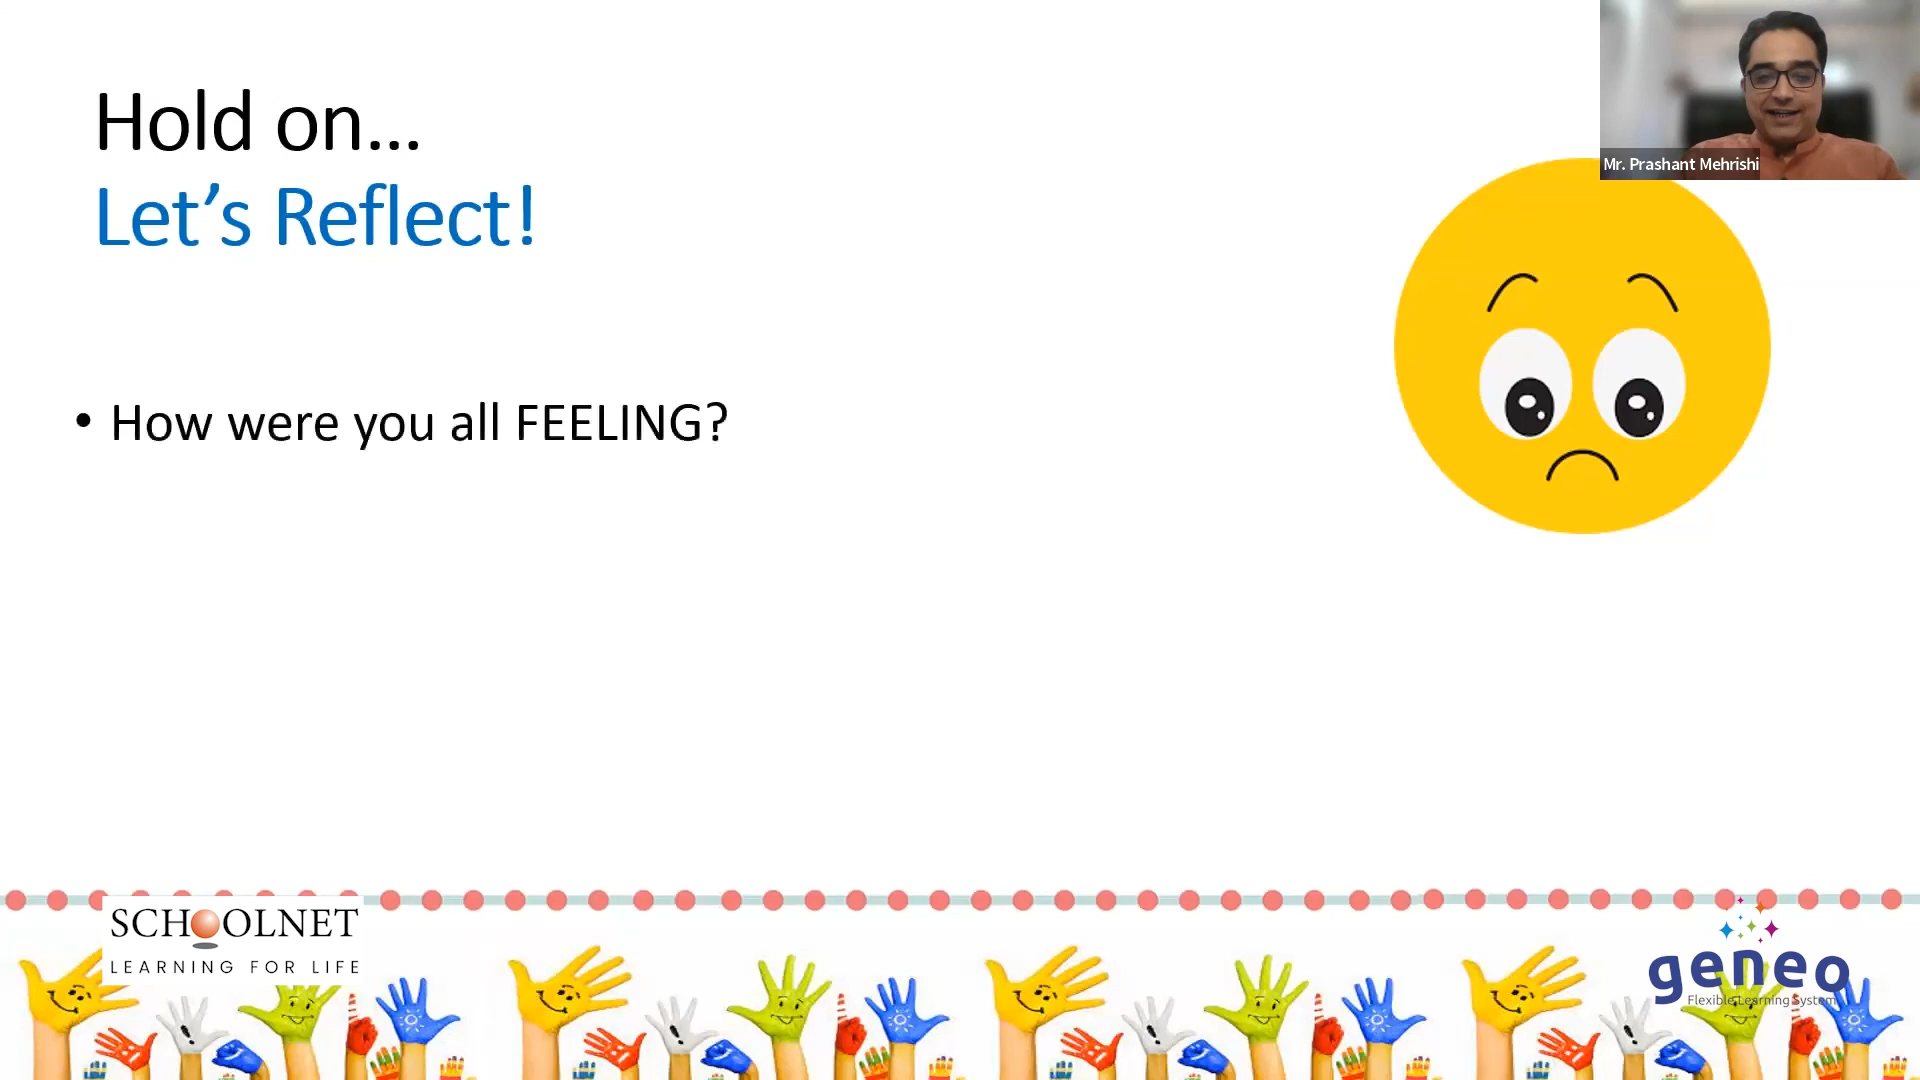 Hold on...
Let's Reflect!
Mr. Prashant Mehrishi
• How were you all FEELING?
SCHOOLNET
LEARNING FOR LIFE
geneo
Flexible Learning System